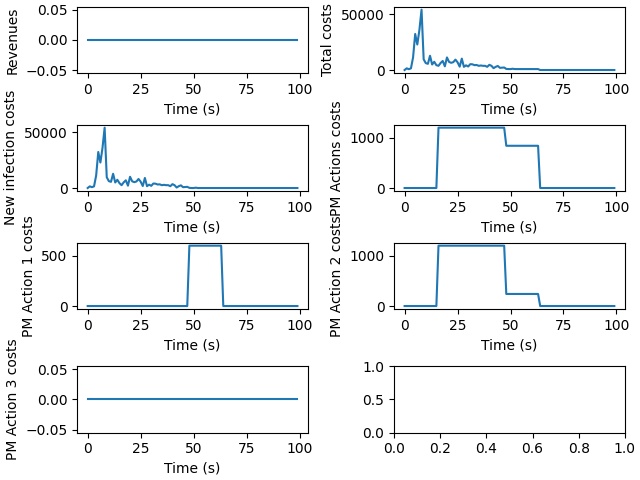 Revenues
0.05
0.00
−0.05
0 25 50 75 100
Time (s)
Total costs
50000
0
0 25 50 75 100
Time (s)
New infection costs
50000
0
0 25 50 75 100
Time (s)
PM Actions costs
1000
0
0 25 50 75 100
Time (s)
PM Action 1 costs
500
0
0 25 50 75 100
Time (s)
PM Action 2 costs
1000
0
0 25 50 75 100
Time (s)
PM Action 3 costs
0.05
0.00
−0.05
0 25 50 75 100
Time (s)
1.0
0.5
0.0
0.0 0.2 0.4 0.6 0.8 1.0